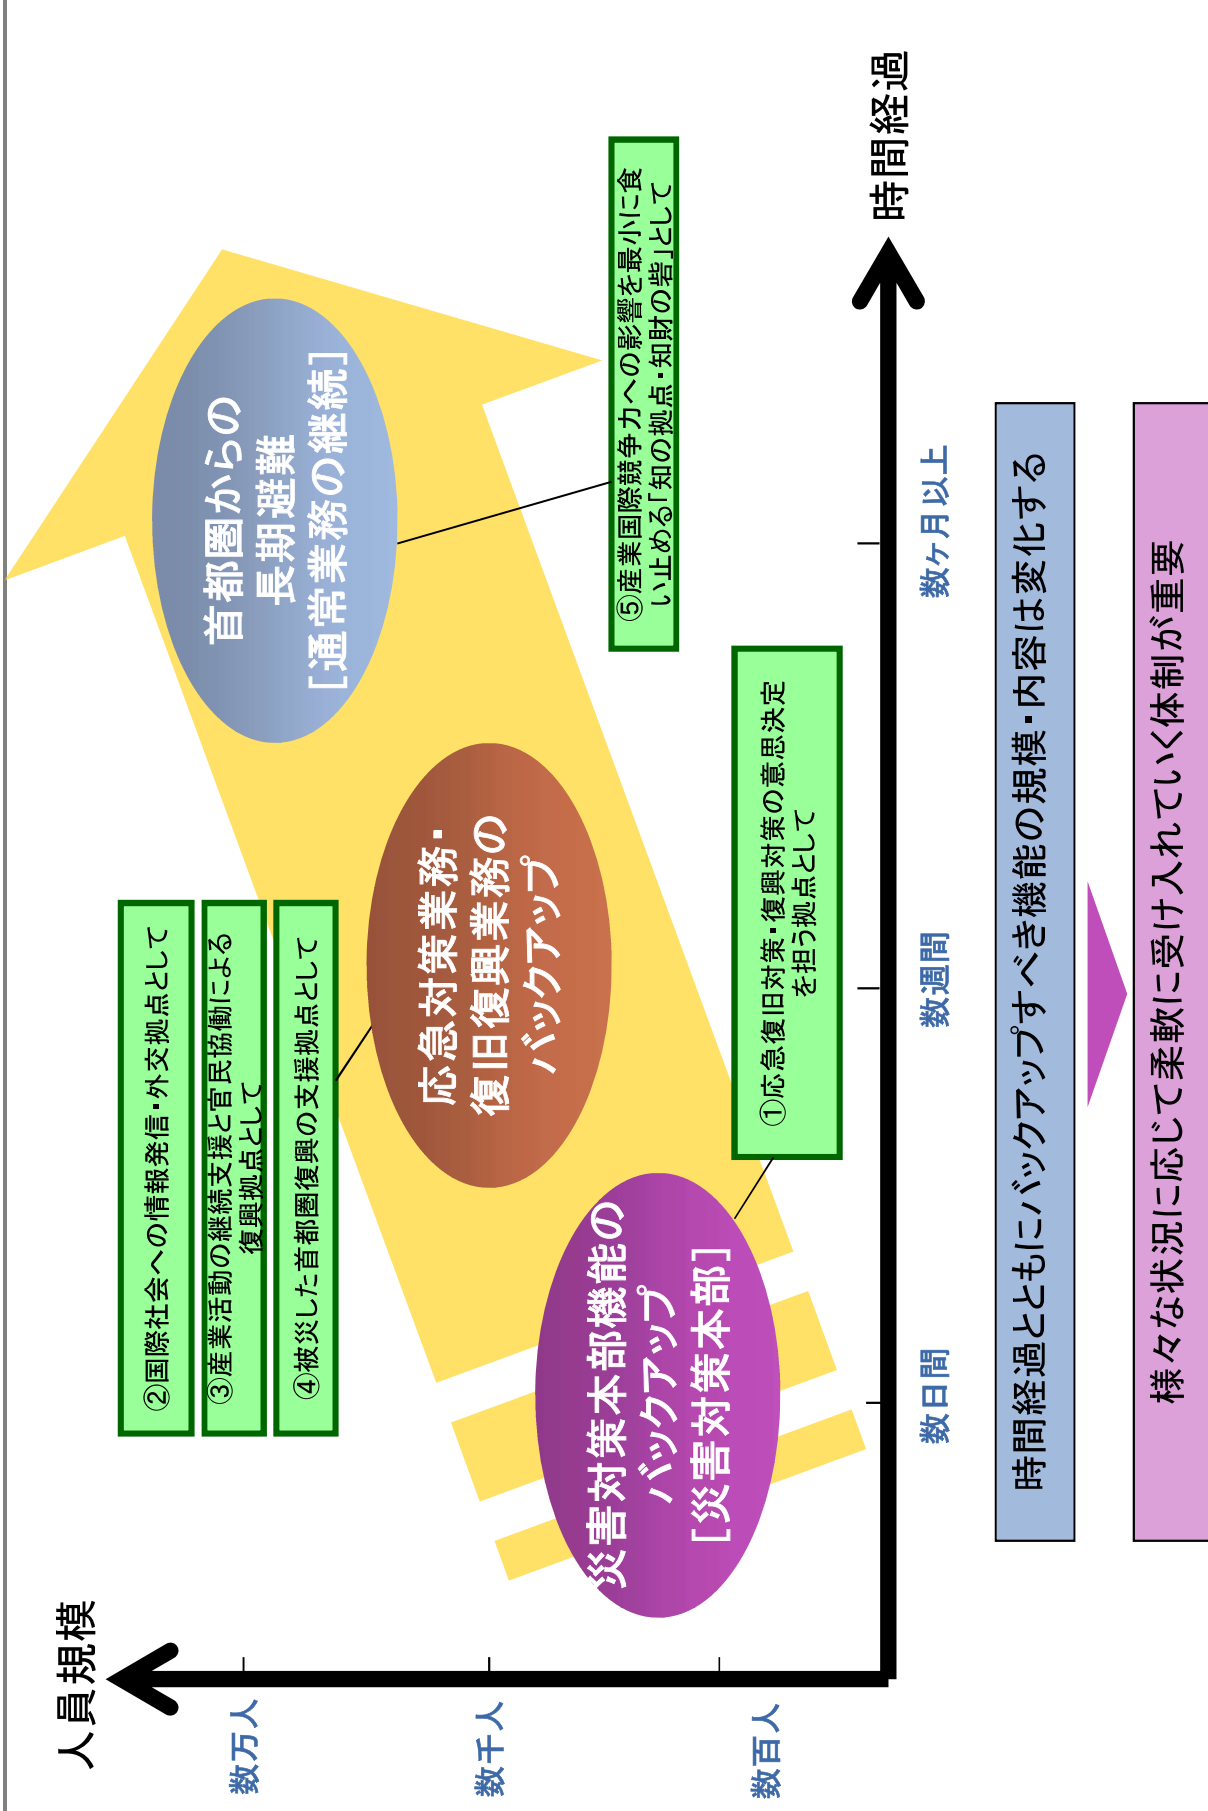 人員規模
数万人
数千人
数百人
②国際社会への情報発信・外交拠点として
③産業活動の継続支援と官民協働による
復興拠点として
④被災した首都圏復興の支援拠点として
首都圏からの
長期避難
[通常業務の継続]
応急対策業務・
復旧復興業務の
バックアップ
災害対策本部機能の
バックアップ
[災害対策本部]
⑤産業国際競争力への影響を最小に食
い止める｢知の拠点・知財の砦｣として
①応急復旧対策・復興対策の意思決定
を担う拠点として
時間経過
数日間
数週間
数ヶ月以上
時間経過とともにバックアップすべき機能の規模・内容は変化する
様々な状況に応じて柔軟に受け入れていく体制が重要